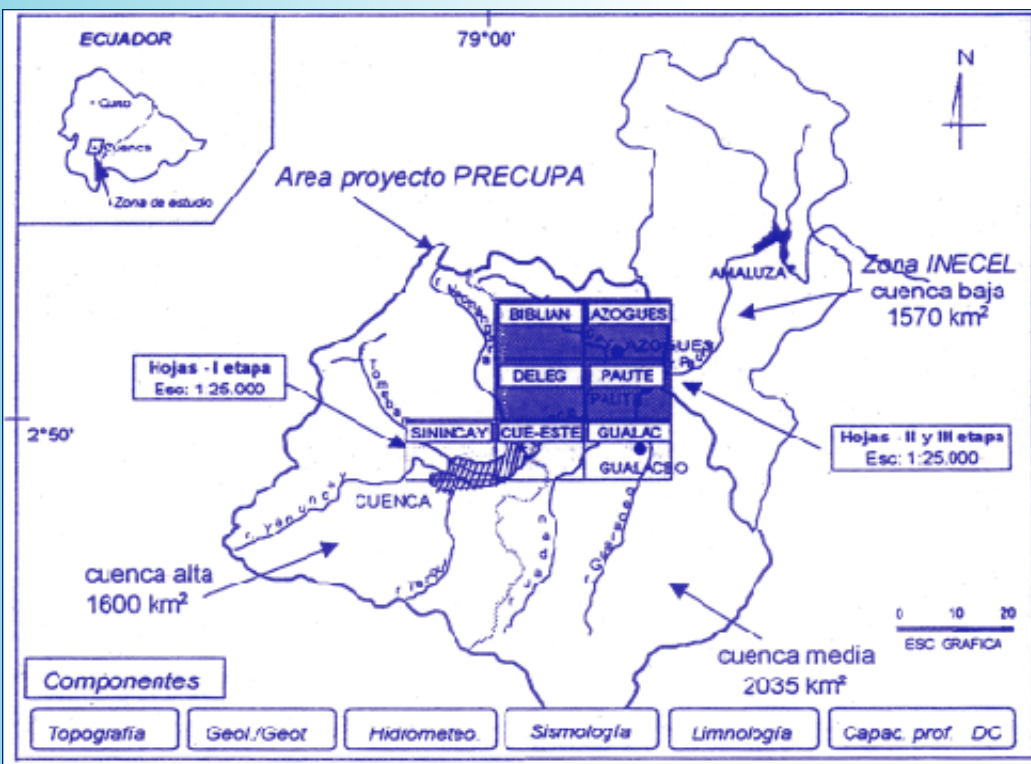 ECUADOR
Quito
Cuenca
Zona de estudio
79°00'
N
Area proyecto PRECUPA
AMALUZA
Zona INECEL
cuenca baja
1570 km²
BIBLIAN
AZOGUES
AZOGUES
Hojas - I etapa
Esc: 1:25.000
DELEG
PAUTE
PAUTE
2°50'
SININCAY
CUE-ESTE
GUALAC
Hojas - II y III etapa
Esc: 1:25.000
GUALACEO
CUENCA
r. Yanuncay
cuenca alta
1600 km²
r. Tarqui
0 10 20
ESC GRAFICA
cuenca media
2035 km²
Componentes
Topografía
Geol./Geot
Hidrometeo.
Sismología
Limnología
Capac. prof. DC